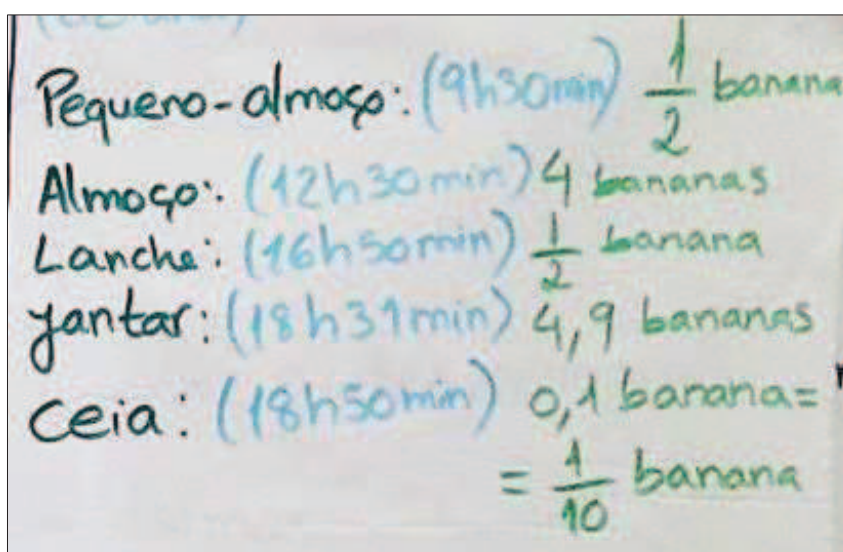 Pequeno-almoço: (9h30min) 1/2 banana
Almoço: (12h30min) 4 bananas
Lanche: (16h50min) 1/2 banana
Jantar: (18h31min) 4,9 bananas
Ceia: (18h50min) 0,1 banana=
= 1/10 banana